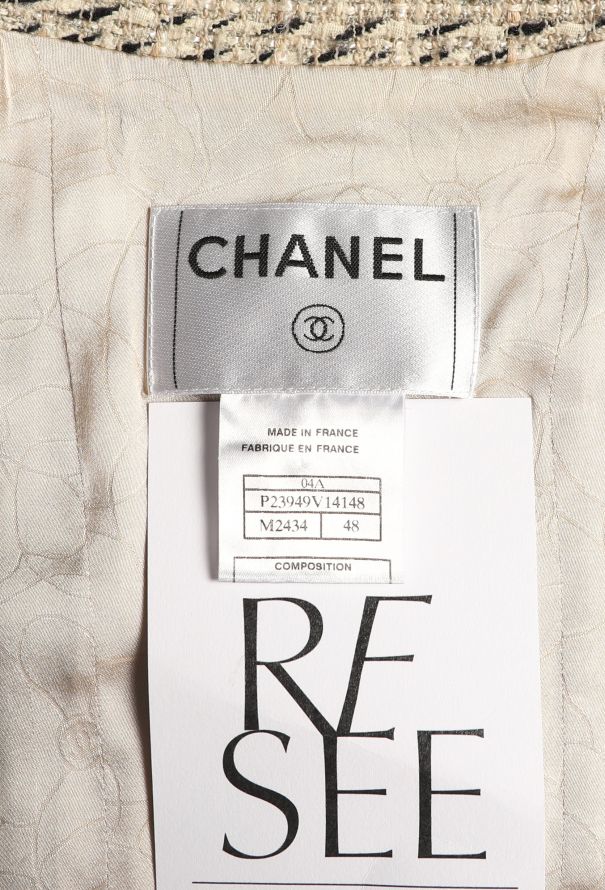 CHANEL
MADE IN FRANCE
FABRIQUE EN FRANCE
04A
P23949V14148
M2434 48
COMPOSITION
RE
SEE